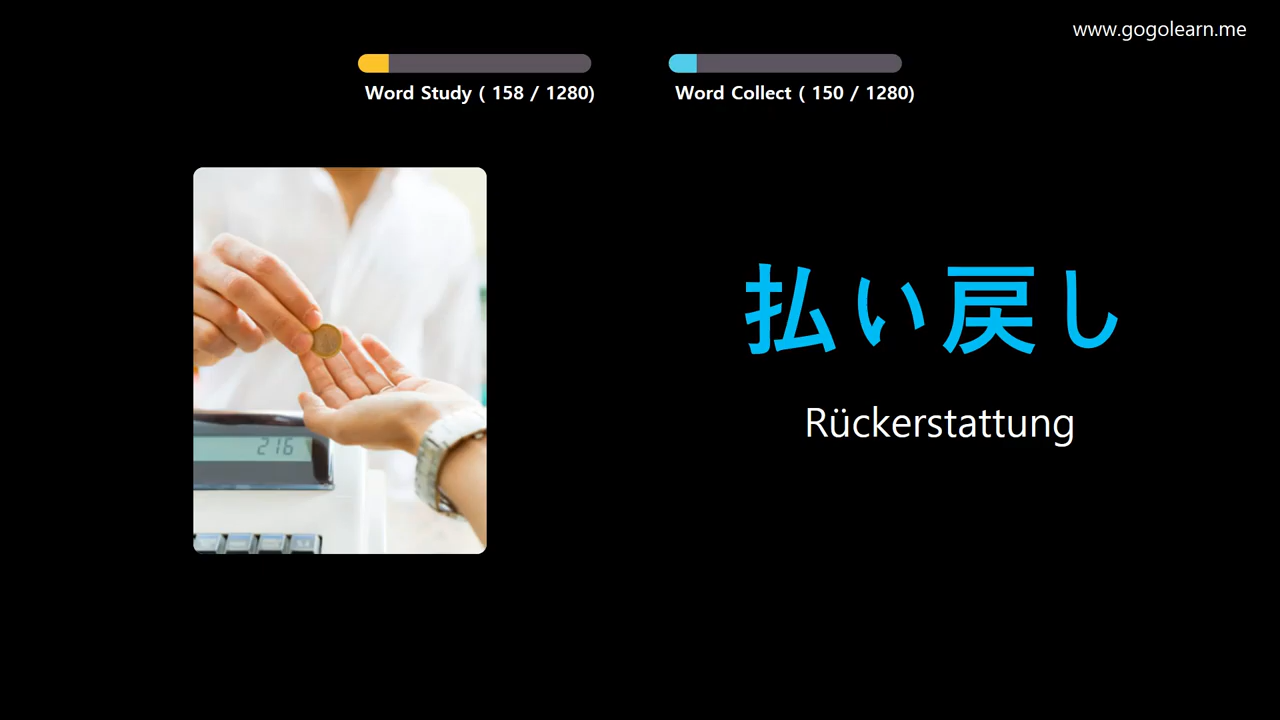 www.gogolearn.me
Word Study ( 158 / 1280)
Word Collect ( 150 / 1280)
216
払い戻し
Rückerstattung